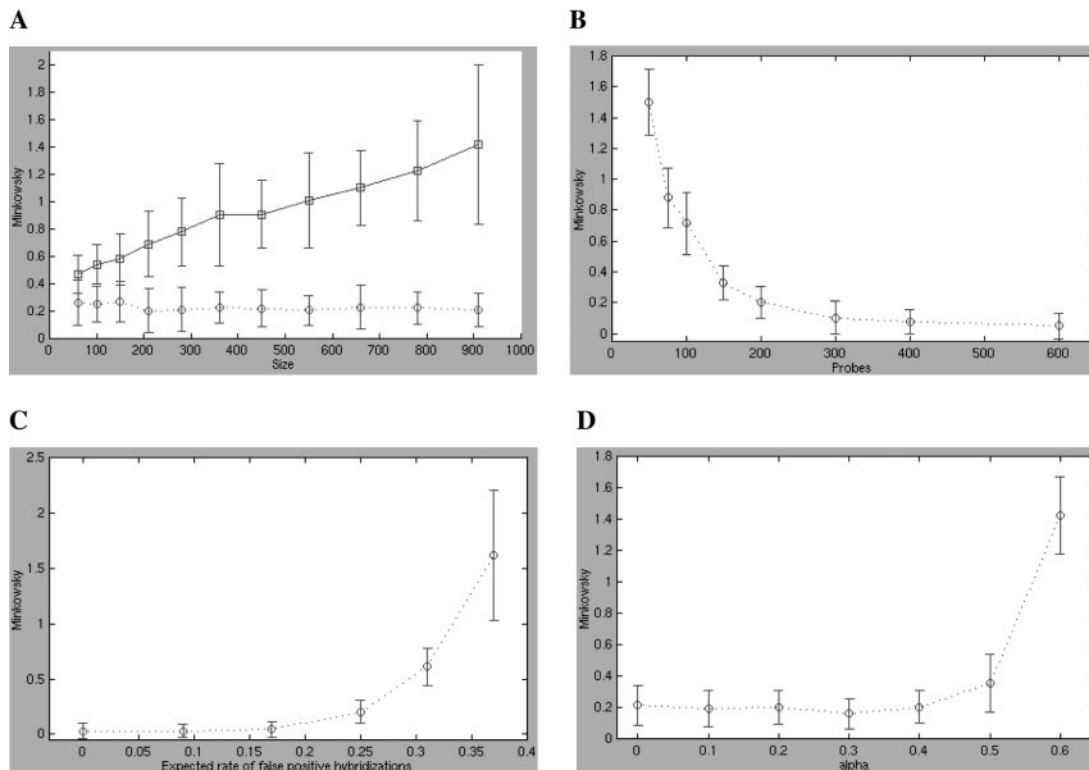 A
B
2
1.8
1.6
1.4
1.2
1
0.8
0.6
0.4
0.2
0
Minkowsky
0 100 200 300 400 500 600 700 800 900 1000
Size
1.8
1.6
1.4
1.2
1
0.8
0.6
0.4
0.2
0
Minkowsky
0 100 200 300 400 500 600
Probes
C
D
2.5
2
1.5
1
0.5
0
Minkowsky
0 0.05 0.1 0.15 0.2 0.25 0.3 0.35 0.4
Expected rate of false positive hybridizations
1.8
1.6
1.4
1.2
1
0.8
0.6
0.4
0.2
0
Minkowsky
0 0.1 0.2 0.3 0.4 0.5 0.6
alpha